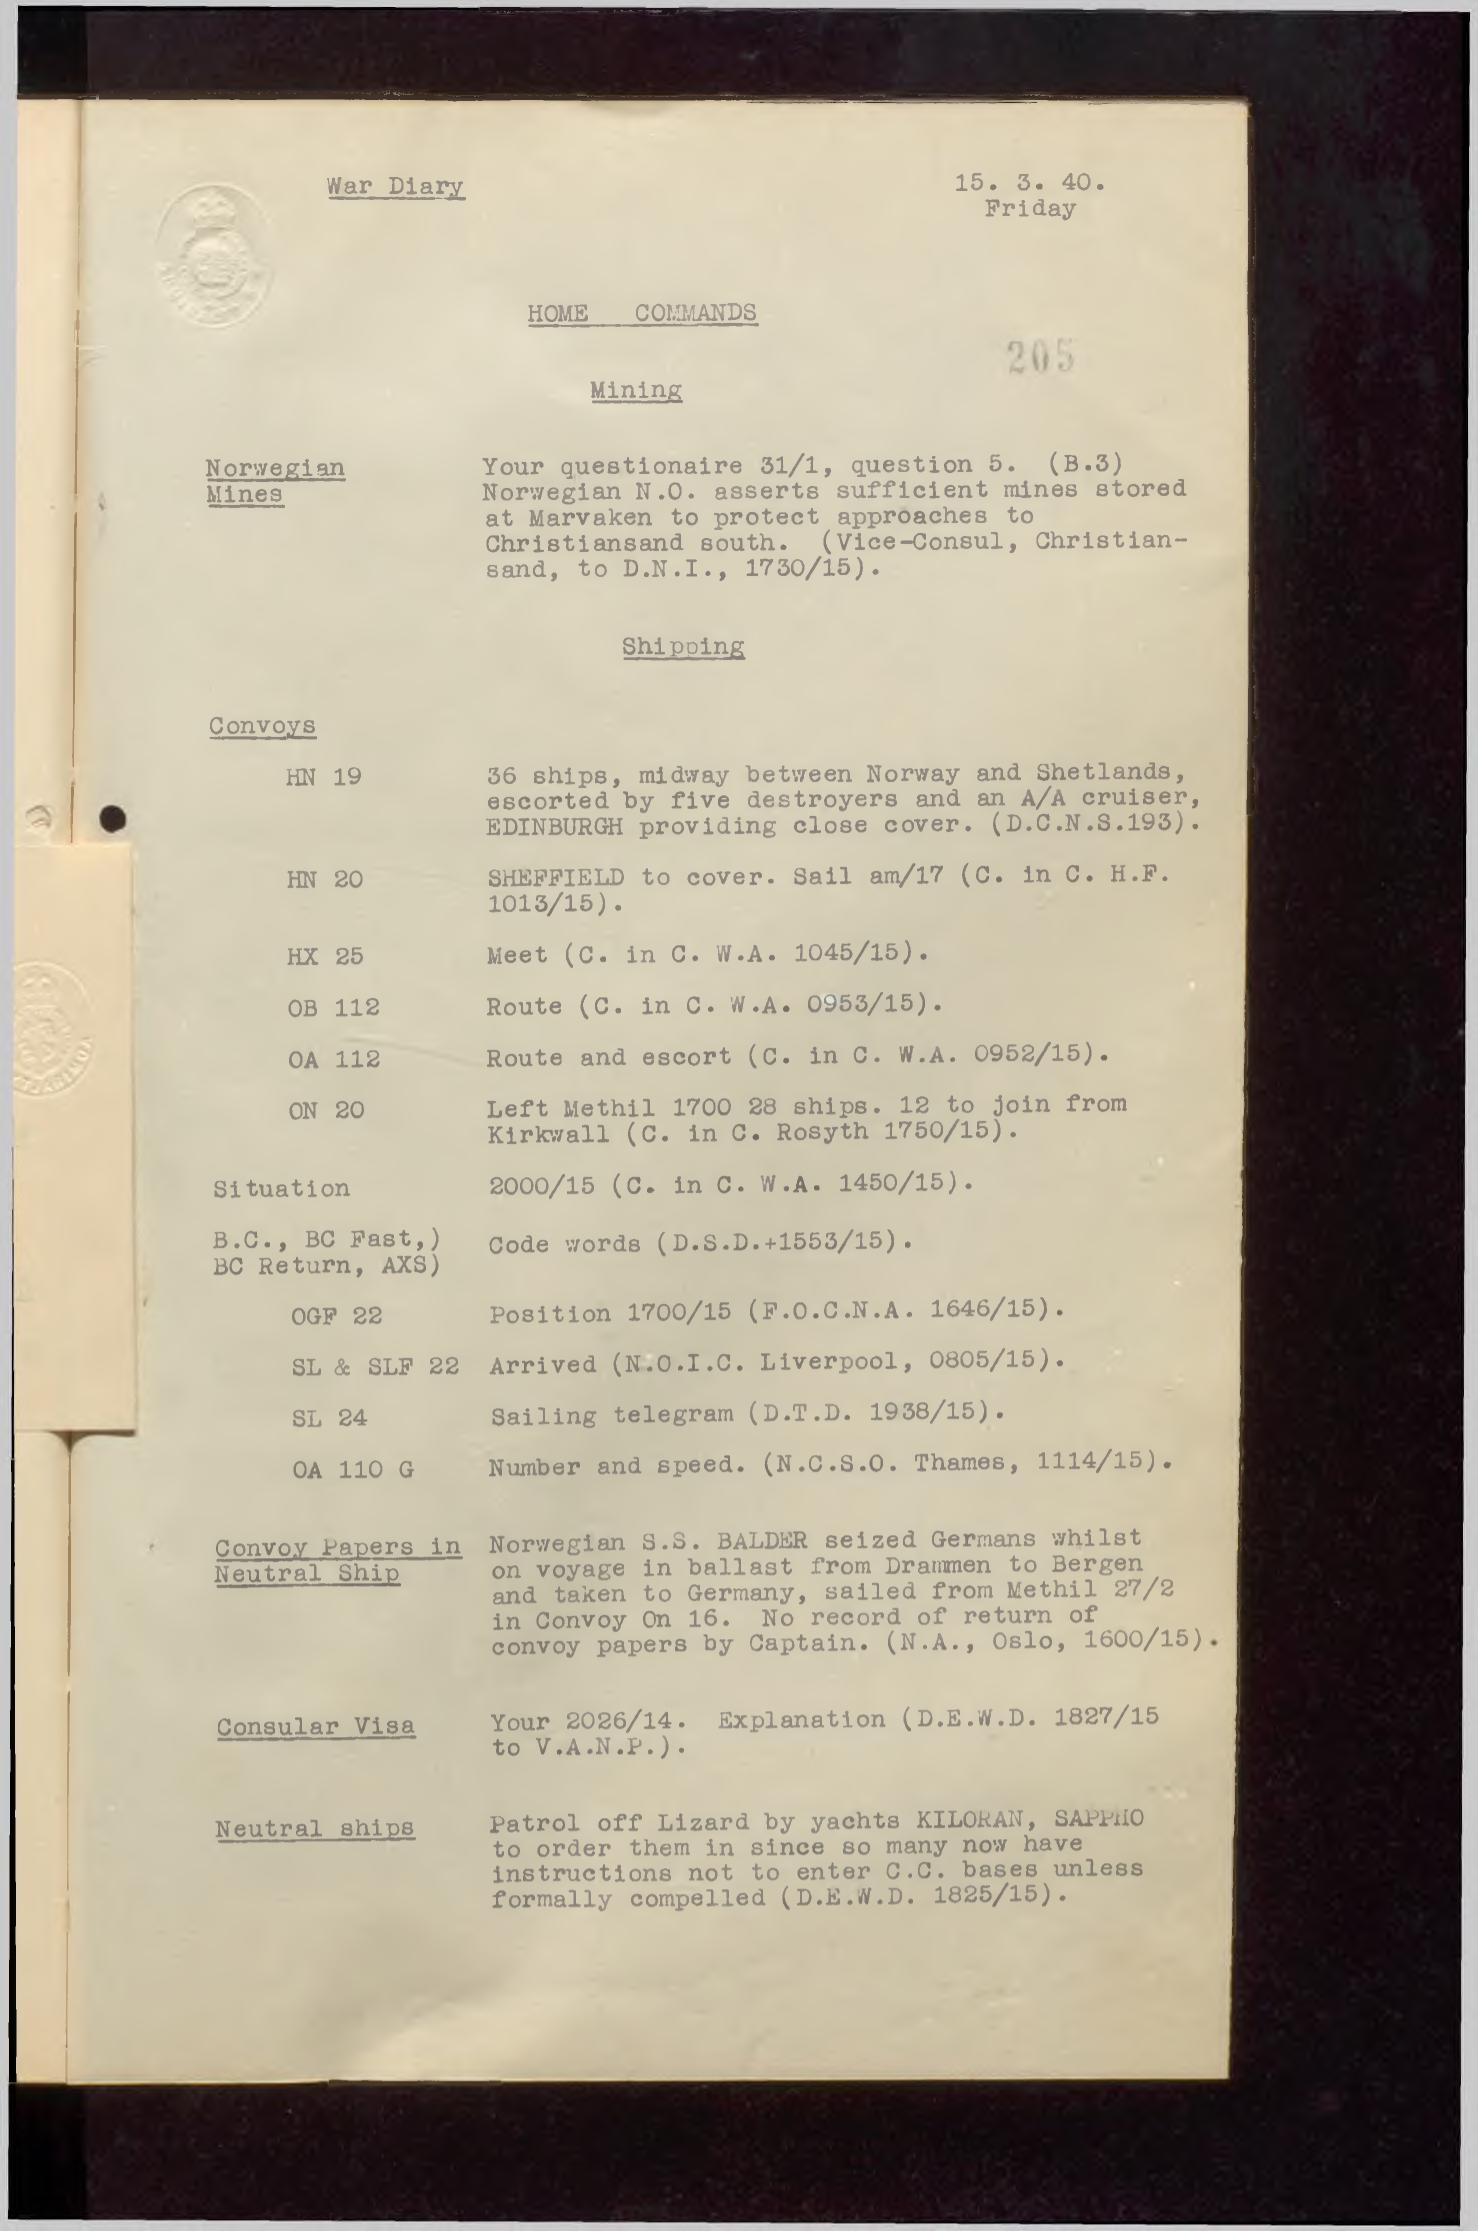 War Diary
15. 3. 40.
Friday
HOME COMMANDS
205
Mining
Norwegian
Mines
Your questionaire 31/1, question 5. (B.3)
Norwegian N.O. asserts sufficient mines stored
at Marvaken to protect approaches to
Christiansand south. (Vice-Consul, Christian-
sand, to D.N.I., 1730/15).
Shipping
Convoys
HN 19 36 ships, midway between Norway and Shetlands,
escorted by five destroyers and an A/A cruiser,
EDINBURGH providing close cover. (D.C.N.S.193).
HN 20 SHEFFIELD to cover. Sail am/17 (C. in C. H.F.
1013/15).
HX 25 Meet (C. in C. W.A. 1045/15).
OB 112 Route (C. in C. W.A. 0953/15).
OA 112 Route and escort (C. in C. W.A. 0952/15).
ON 20 Left Methil 1700 28 ships. 12 to join from
Kirkwall (C. in C. Rosyth 1750/15).
Situation 2000/15 (C. in C. W.A. 1450/15).
B.C., BC Fast,)
BC Return, AXS)
Code words (D.S.D.+1553/15).
OGF 22 Position 1700/15 (F.O.C.N.A. 1646/15).
SL & SLF 22 Arrived (N.O.I.C. Liverpool, 0805/15).
SL 24 Sailing telegram (D.T.D. 1938/15).
OA 110 G Number and speed. (N.C.S.O. Thames, 1114/15).
Convoy Papers in
Neutral Ship
Norwegian S.S. BALDER seized Germans whilst
on voyage in ballast from Drammen to Bergen
and taken to Germany, sailed from Methil 27/2
in Convoy On 16. No record of return of
convoy papers by Captain. (N.A., Oslo, 1600/15).
Consular Visa Your 2026/14. Explanation (D.E.W.D. 1827/15
to V.A.N.P.).
Neutral ships Patrol off Lizard by yachts KILORAN, SAPPHO
to order them in since so many now have
instructions not to enter C.C. bases unless
formally compelled (D.E.W.D. 1825/15).